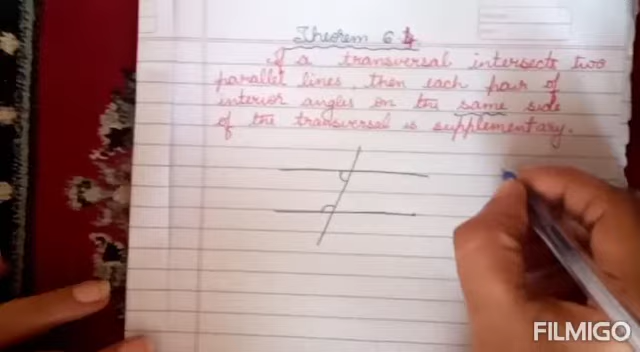 Theorem 6.4
If a transversal intersects two
parallel lines, then each pair of
interior angles on the same side
of the transversal is supplementary.
FILMIGO